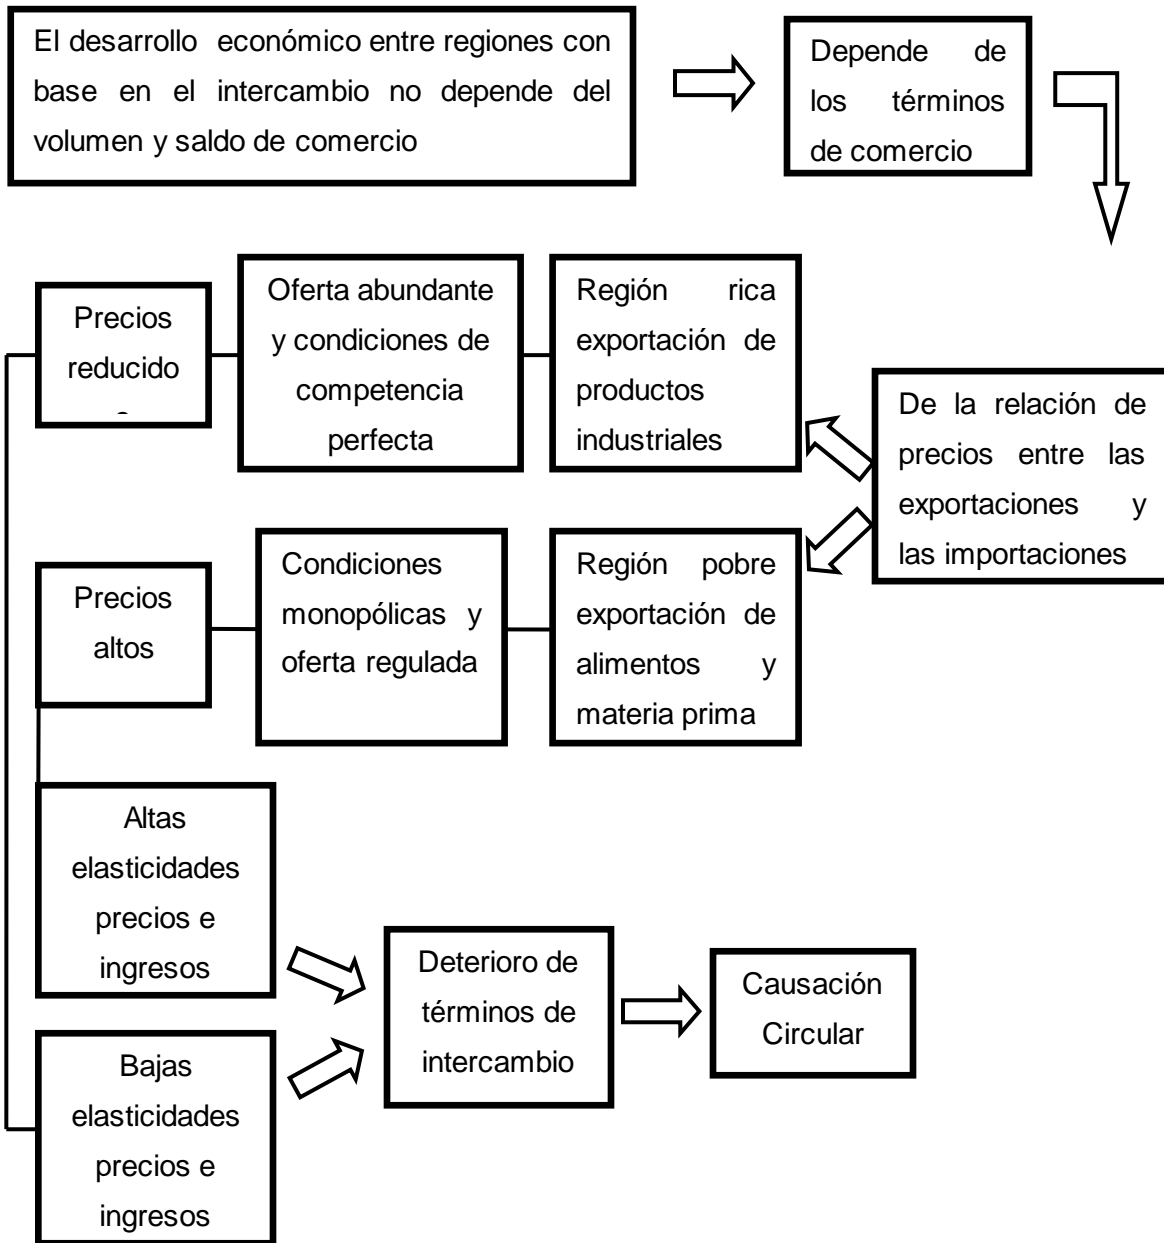 El desarrollo económico entre regiones con
base en el intercambio no depende del
volumen y saldo de comercio
Depende de
los términos
de comercio
Precios
reducido
Oferta abundante
y condiciones de
competencia
perfecta
Región rica
exportación de
productos
industriales
De la relación de
precios entre las
exportaciones y
las importaciones
Precios
altos
Condiciones
monopólicas y
oferta regulada
Región pobre
exportación de
alimentos y
materia prima
Altas
elasticidades
precios e
ingresos
Deterioro de
términos de
intercambio
Causación
Circular
Bajas
elasticidades
precios e
ingresos